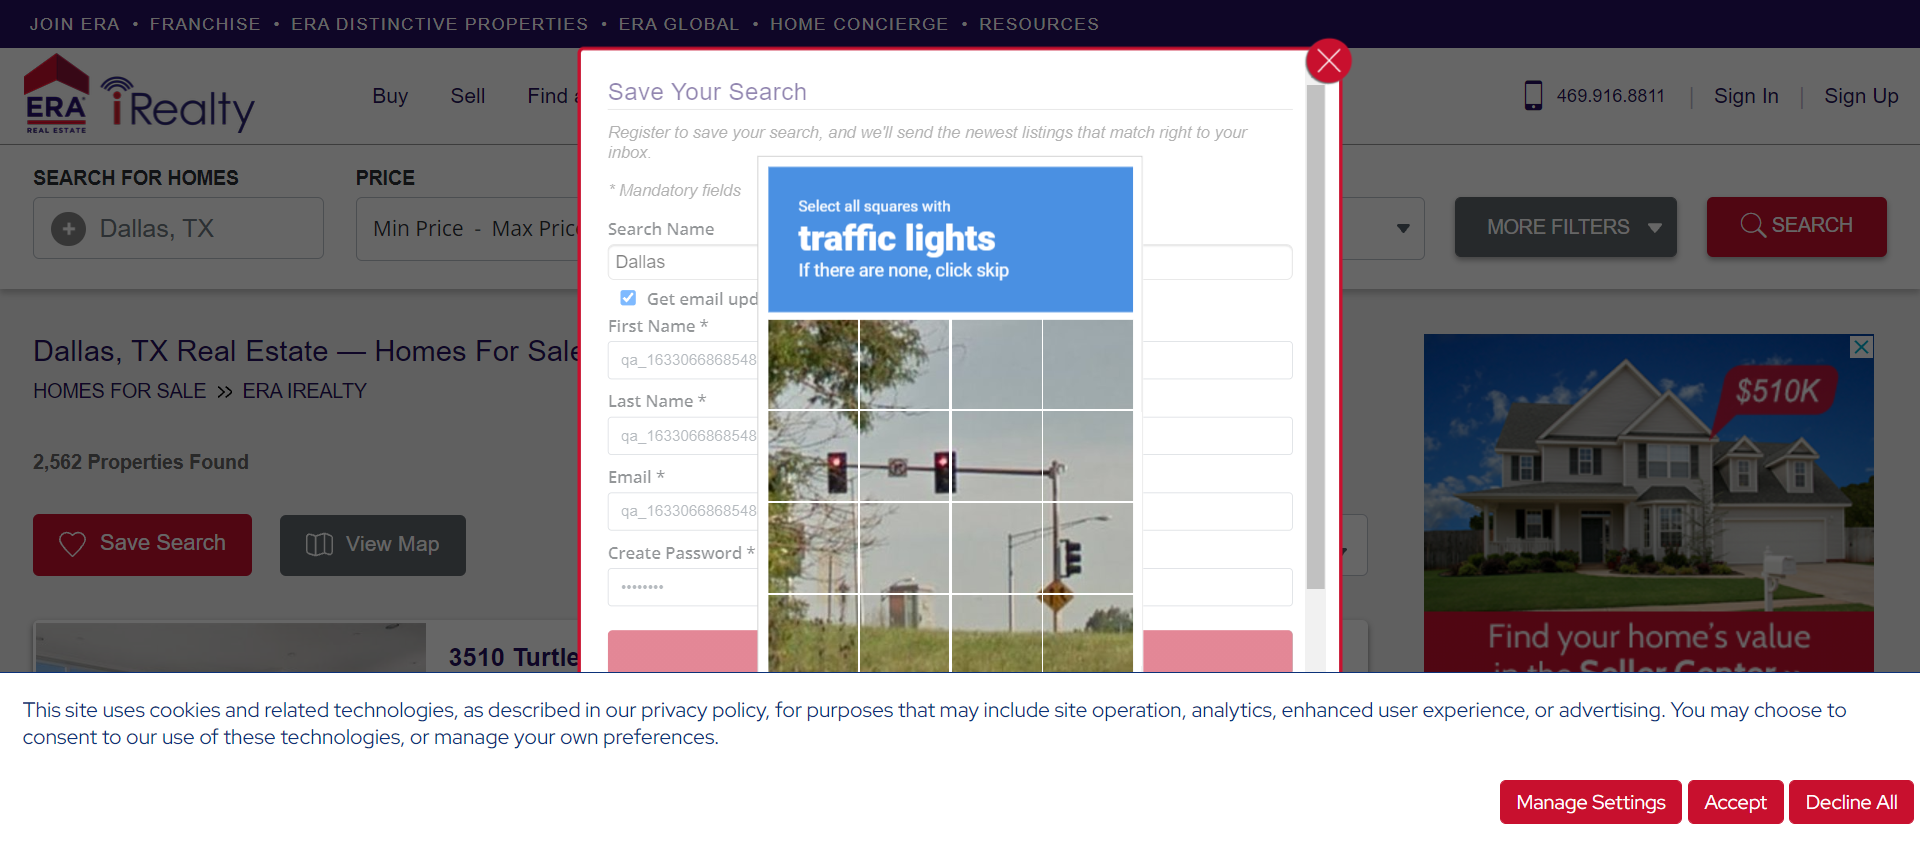 JOIN ERA • FRANCHISE • ERA DISTINCTIVE PROPERTIES • ERA GLOBAL • HOME CONCIERGE • RESOURCES
ERA
REAL ESTATE
iRealty
Buy
Sell
Find
469.916.8811
Sign In
Sign Up
SEARCH FOR HOMES
PRICE
Dallas, TX
Min Price - Max
MORE FILTERS
SEARCH
Dallas, TX Real Estate — Homes For Sale
HOMES FOR SALE » ERA IREALTY
2,562 Properties Found
Save Search
View Map
3510 Turtle
Save Your Search
Register to save your search, and we'll send the newest listings that match right to your
inbox.
* Mandatory fields
Search Name
Dallas
Get email upd
First Name *
qa_1633066868548
Last Name *
qa_1633066868548
Email *
qa_1633066868548
Create Password *
••••••••
Select all squares with
traffic lights
If there are none, click skip
$510K
Find your home's value
in the Seller Center
This site uses cookies and related technologies, as described in our privacy policy, for purposes that may include site operation, analytics, enhanced user experience, or advertising. You may choose to
consent to our use of these technologies, or manage your own preferences.
Manage Settings
Accept
Decline All